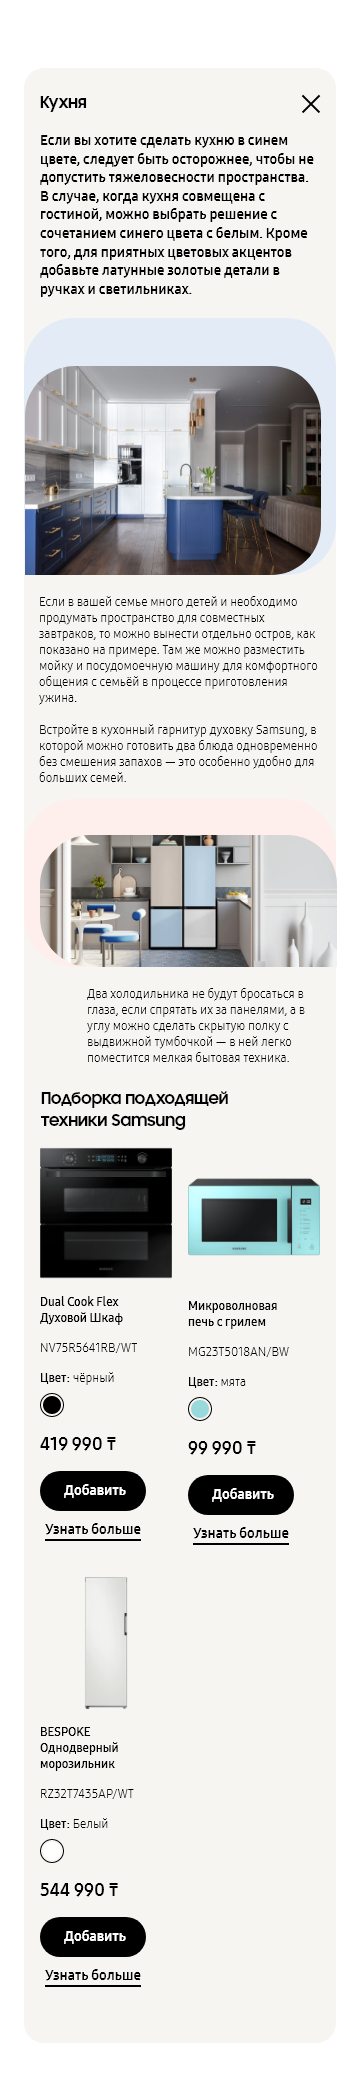 Кухня
Если вы хотите сделать кухню в синем
цвете, следует быть осторожнее, чтобы не
допустить тяжеловесности пространства.
В случае, когда кухня совмещена с
гостиной, можно выбрать решение с
сочетанием синего цвета с белым. Кроме
того, для приятных цветовых акцентов
добавьте латунные золотые детали в
ручках и светильниках.
Если в вашей семье много детей и необходимо
продумать пространство для совместных
завтраков, то можно вынести отдельно остров, как
показано на примере. Там же можно разместить
мойку и посудомоечную машину для комфортного
общения с семьёй в процессе приготовления
ужина.
Встройте в кухонный гарнитур духовку Samsung, в
которой можно готовить два блюда одновременно
без смешения запахов — это особенно удобно для
больших семей.
Два холодильника не будут бросаться в
глаза, если спрятать их за панелями, а в
углу можно сделать скрытую полку с
выдвижной тумбочкой — в ней легко
поместится мелкая бытовая техника.
Подборка подходящей
техники Samsung
Dual Cook Flex
Духовой Шкаф
NV75R5641RB/WT
Цвет: чёрный
419 990 ₸
Добавить
Узнать больше
Микроволновая
печь с грилем
MG23T5018AN/BW
Цвет: мята
99 990 ₸
Добавить
Узнать больше
BESPOKE
Однодверный
морозильник
RZ32T7435AP/WT
Цвет: Белый
544 990 ₸
Добавить
Узнать больше